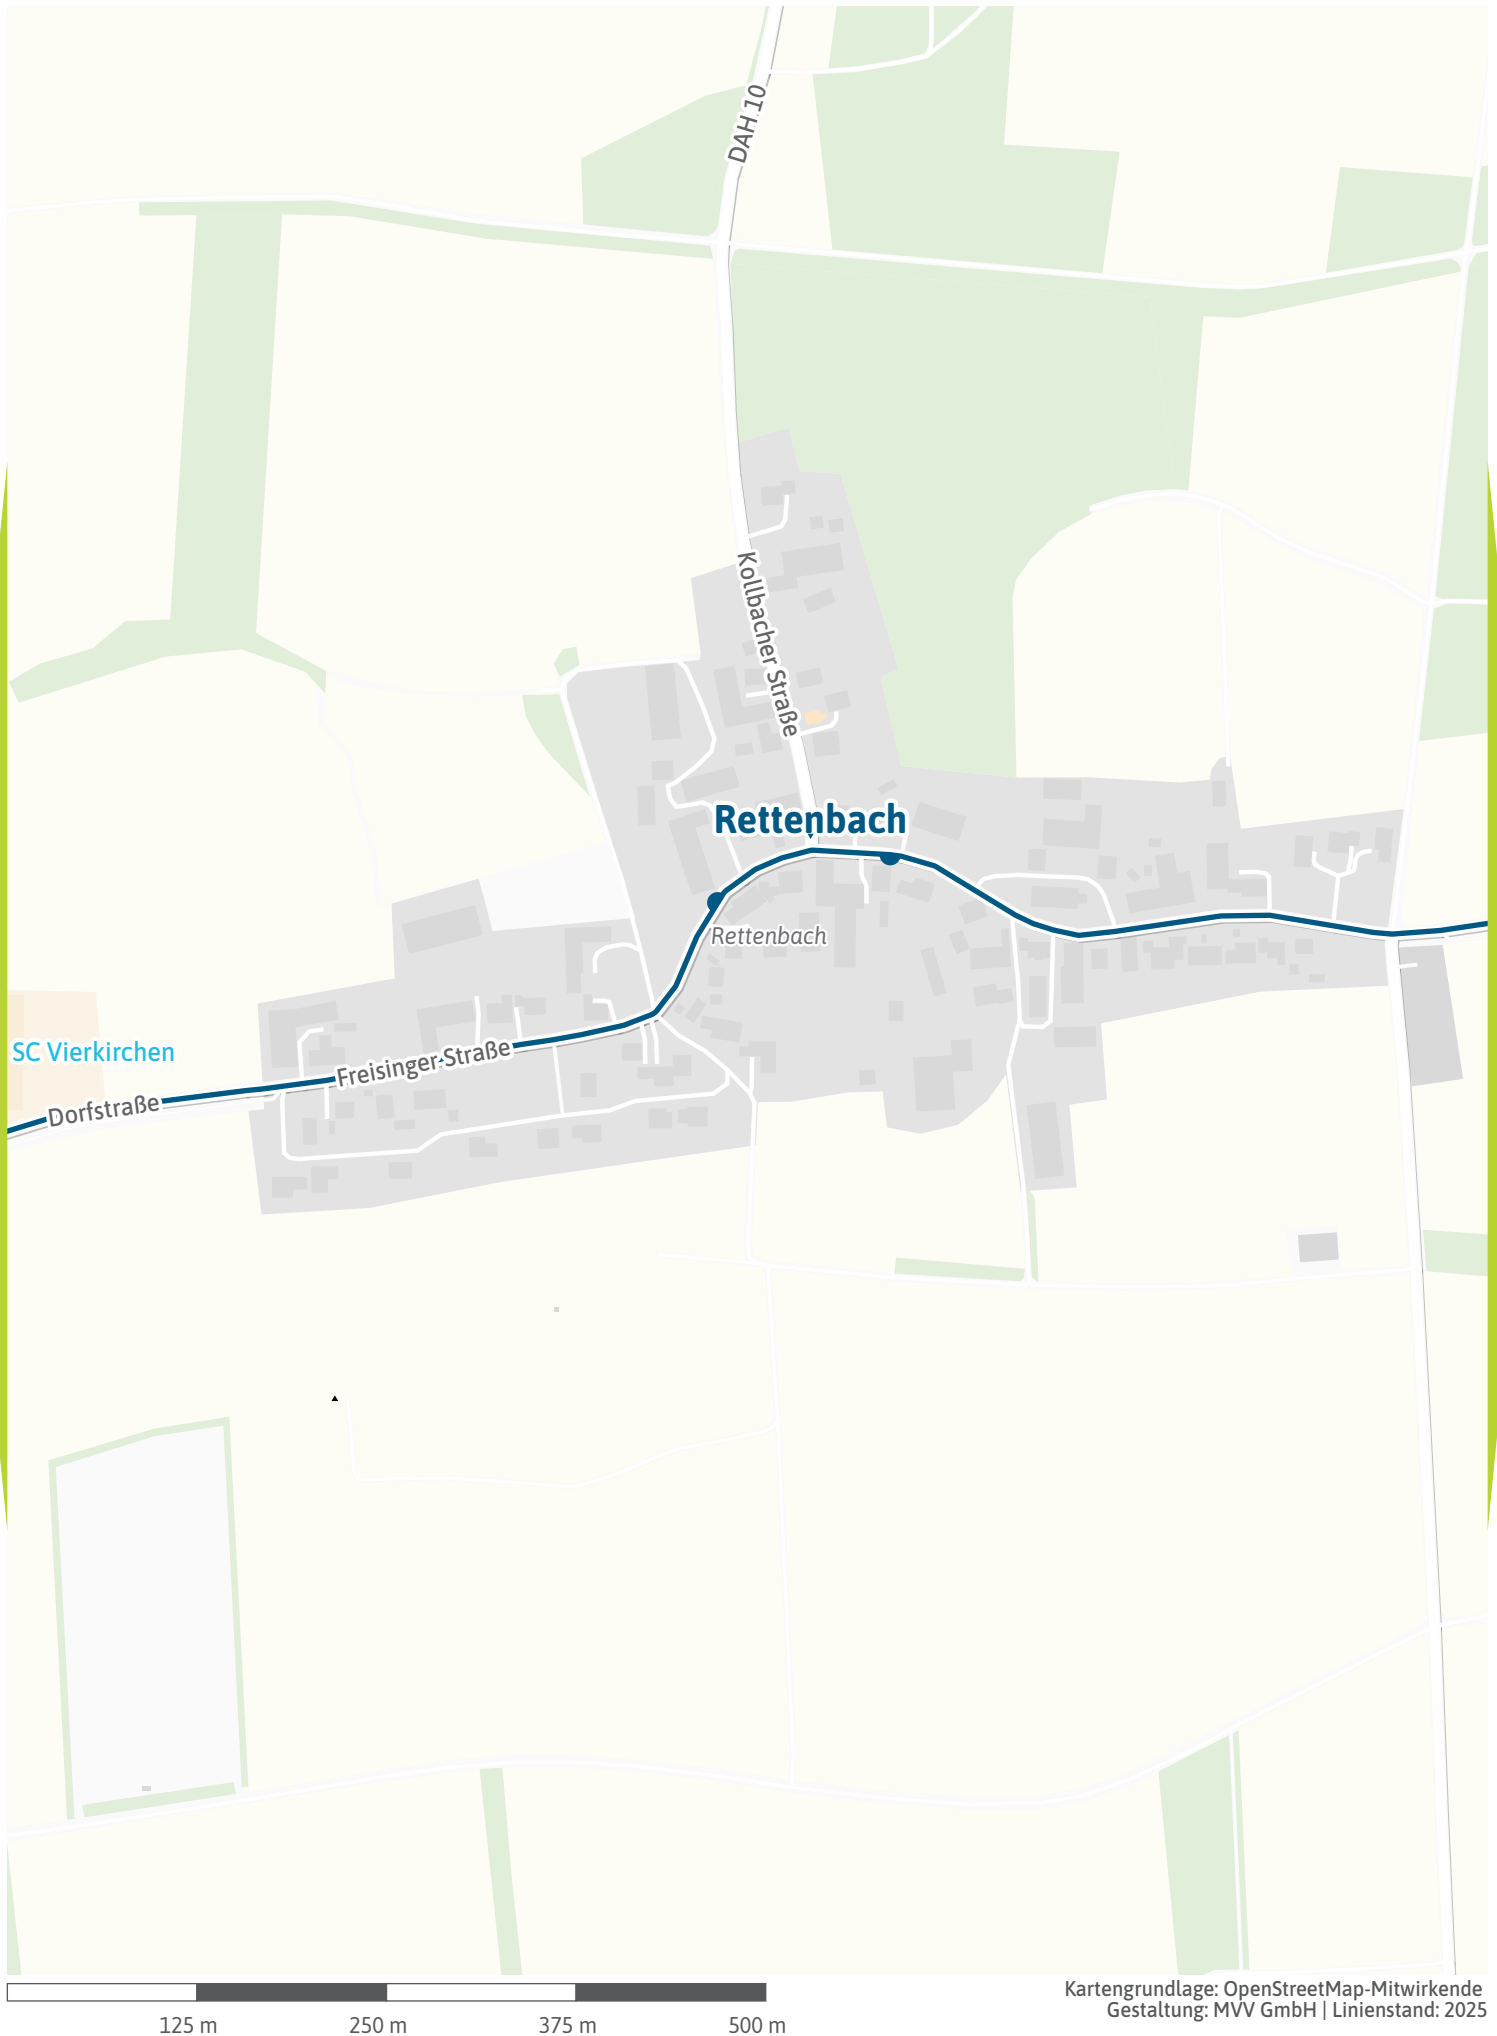 DAH 10
Kollbacher Straße
Rettenbach
Rettenbach
SC Vierkirchen
Freisinger Straße
Dorfstraße
125 m
250 m
375 m
500 m
Kartengrundlage: OpenStreetMap-Mitwirkende
Gestaltung: MVV GmbH | Linienstand: 2025